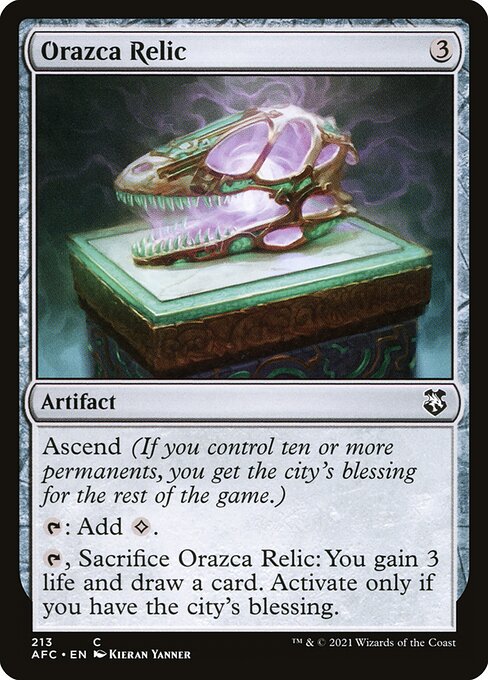 Orazca Relic 3
Artifact
Ascend (If you control ten or more
permanents, you get the city's blessing
for the rest of the game.)
: Add .
, Sacrifice Orazca Relic: You gain 3
life and draw a card. Activate only if
you have the city's blessing.
213 C
AFC • EN Kieran Yanner
™ & © 2021 Wizards of the Coast